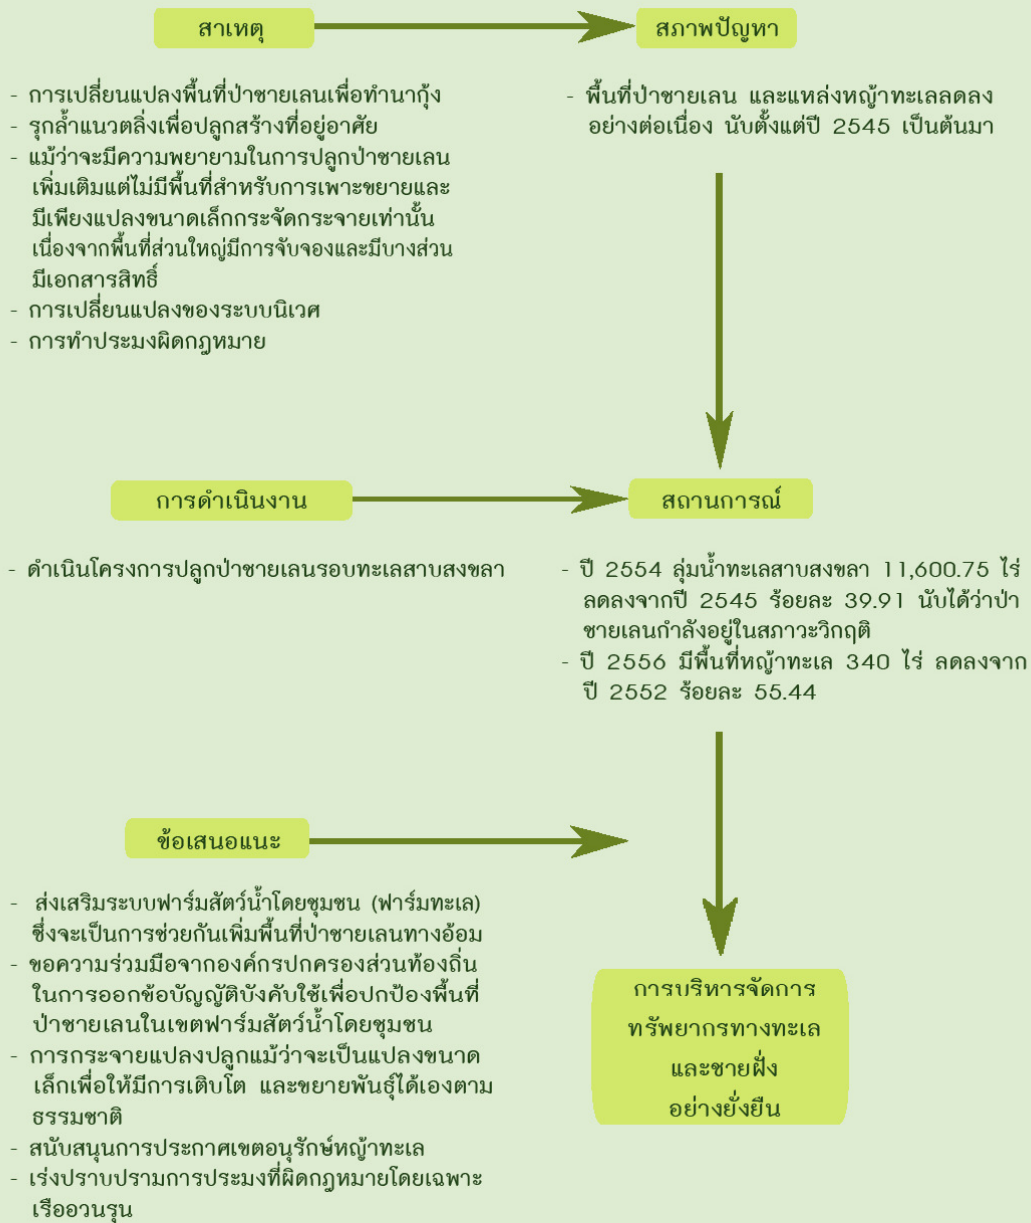 สาเหตุ
- การเปลี่ยนแปลงพื้นที่ป่าชายเลนเพื่อทำนากุ้ง
- รุกล้ำแนวตลิ่งเพื่อปลูกสร้างที่อยู่อาศัย
- แม้ว่าจะมีความพยายามในการปลูกป่าชายเลน
เพิ่มเติมแต่ไม่มีพื้นที่สำหรับการเพาะขยายและ
มีเพียงแปลงขนาดเล็กกระจัดกระจายเท่านั้น
เนื่องจากพื้นที่ส่วนใหญ่มีการจับจองและมีบางส่วน
มีเอกสารสิทธิ์
- การเปลี่ยนแปลงของระบบนิเวศ
- การทำประมงผิดกฎหมาย
สภาพปัญหา
- พื้นที่ป่าชายเลน และแหล่งหญ้าทะเลลดลง
อย่างต่อเนื่อง นับตั้งแต่ปี 2545 เป็นต้นมา
การดำเนินงาน
- ดำเนินโครงการปลูกป่าชายเลนรอบทะเลสาบสงขลา
สถานการณ์
- ปี 2554 ลุ่มน้ำทะเลสาบสงขลา 11,600.75 ไร่
ลดลงจากปี 2545 ร้อยละ 39.91 นับได้ว่าป่า
ชายเลนกำลังอยู่ในสภาวะวิกฤติ
- ปี 2556 มีพื้นที่หญ้าทะเล 340 ไร่ ลดลงจาก
ปี 2552 ร้อยละ 55.44
ข้อเสนอแนะ
- ส่งเสริมระบบฟาร์มสัตว์น้ำโดยชุมชน (ฟาร์มทะเล)
ซึ่งจะเป็นการช่วยกันเพิ่มพื้นที่ป่าชายเลนทางอ้อม
- ขอความร่วมมือจากองค์กรปกครองส่วนท้องถิ่น
ในการออกข้อบัญญัติบังคับใช้เพื่อปกป้องพื้นที่
ป่าชายเลนในเขตฟาร์มสัตว์น้ำโดยชุมชน
- การกระจายแปลงปลูกแม้ว่าจะเป็นแปลงขนาด
เล็กเพื่อให้มีการเติบโต และขยายพันธุ์ได้เองตาม
ธรรมชาติ
- สนับสนุนการประกาศเขตอนุรักษ์หญ้าทะเล
- เร่งปราบปรามการประมงที่ผิดกฎหมายโดยเฉพาะ
เรืออวนรุน
การบริหารจัดการ
ทรัพยากรทางทะเล
และชายฝั่ง
อย่างยั่งยืน